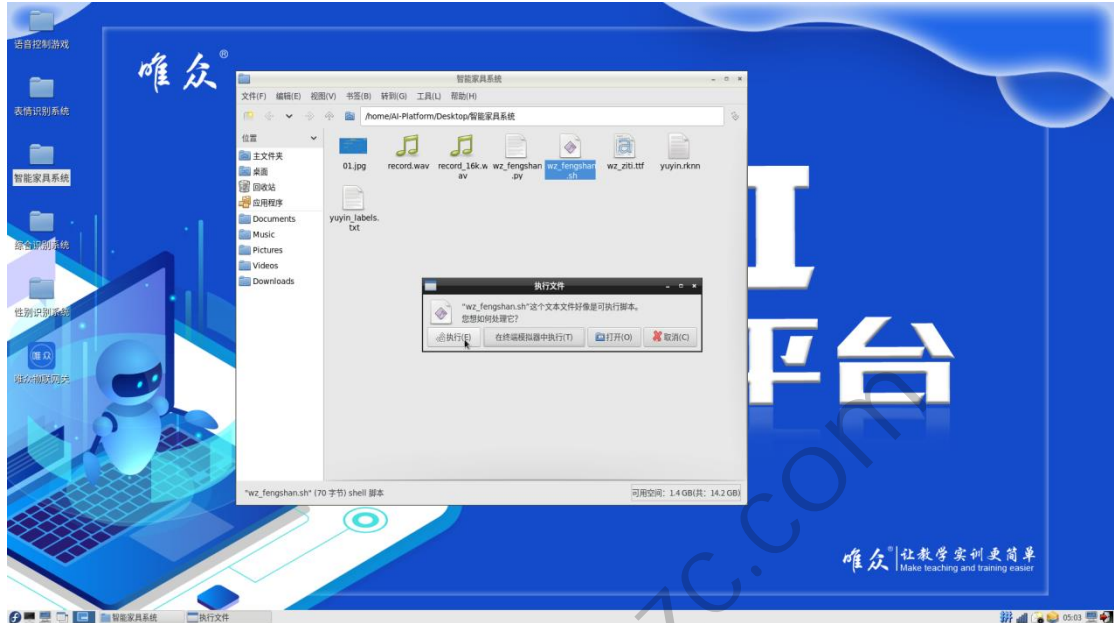 语音控制游戏
表情识别系统
智能家具系统
综合识别系统
性别识别系统
唯众
唯众物联网关
唯众®
智能家具系统
文件(F) 编辑(E) 视图(V) 书签(B) 转到(G) 工具(L) 帮助(H)
/home/AI-Platform/Desktop/智能家具系统
位置
主文件夹
桌面
回收站
应用程序
Documents
Music
Pictures
Videos
Downloads
01.jpg
record.wav
record_16k.w
av
wz_fengshan
.py
wz_fengshan
.sh
wz_ziti.ttf
yuyin.rknn
yuyin_labels.
txt
执行文件
"wz_fengshan.sh"这个文本文件好像是可执行脚本。
您想如何处理它?
执行(E) 在终端模拟器中执行(T) 打开(O) 取消(C)
"wz_fengshan.sh" (70 字节) shell 脚本
可用空间: 1.4 GB(共: 14.2 GB)
平台
唯众® 让教学实训更简单
Make teaching and training easier
智能家具系统
执行文件
拼
05:03
zc.com